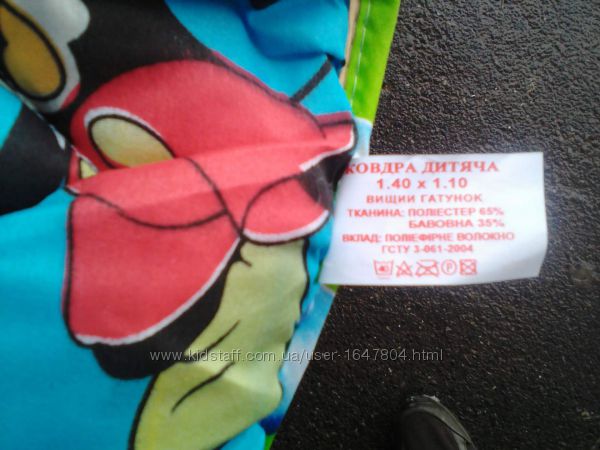 КОВДРА ДИТЯЧА
1.40 х 1.10
ВИЩИИ ГАТУНОК
ТКАНИНА: ПОЛІЕСТЕР 65%
БАВОВНА 35%
ВКЛАД: ПОЛІЕФІРНЕ ВОЛОКНО
ГСТУ 3-061-2004
www.kidstaff.com.ua/user-1647804.html